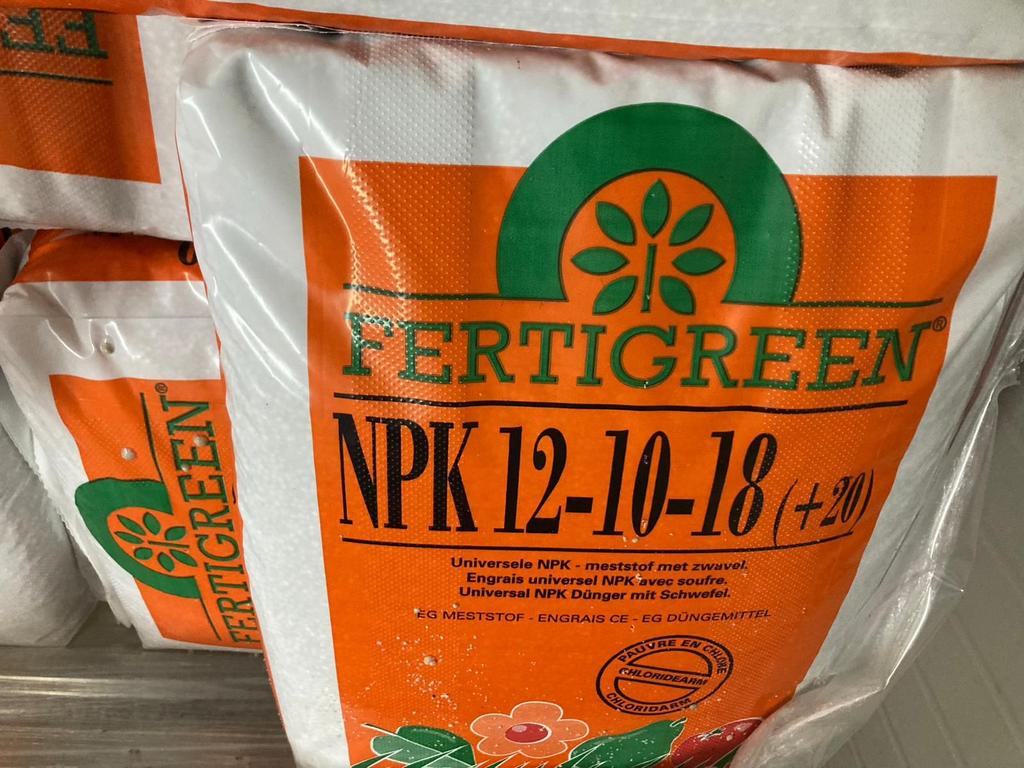 FERTIGREEN®
NPK 12-10-18 (+20)
Universele NPK - meststof met zwavel.
Engrais universel NPK avec soufre.
Universal NPK Dünger mit Schwefel.
EG MESTSTOF - ENGRAIS CE - EG DÜNGEMITTEL
PAUVRE EN CHLORE
CHLORIDEARM
CHLORIDARM
FERTIGREEN®